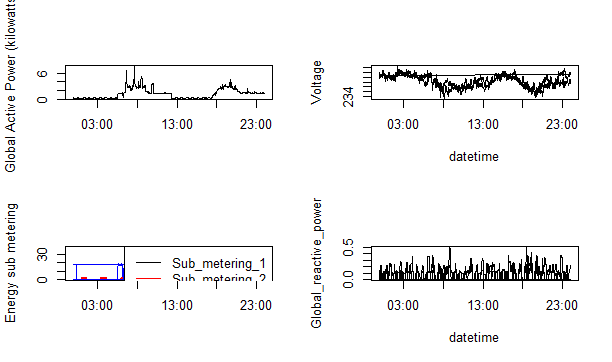 Global Active Power (kilowatts
6
0
03:00
13:00
23:00
Voltage
234
03:00
13:00
23:00
datetime
Energy sub metering
30
0
Sub_metering_1
Sub_metering_2
03:00
13:00
23:00
Global_reactive_power
0.5
0.0
03:00
13:00
23:00
datetime